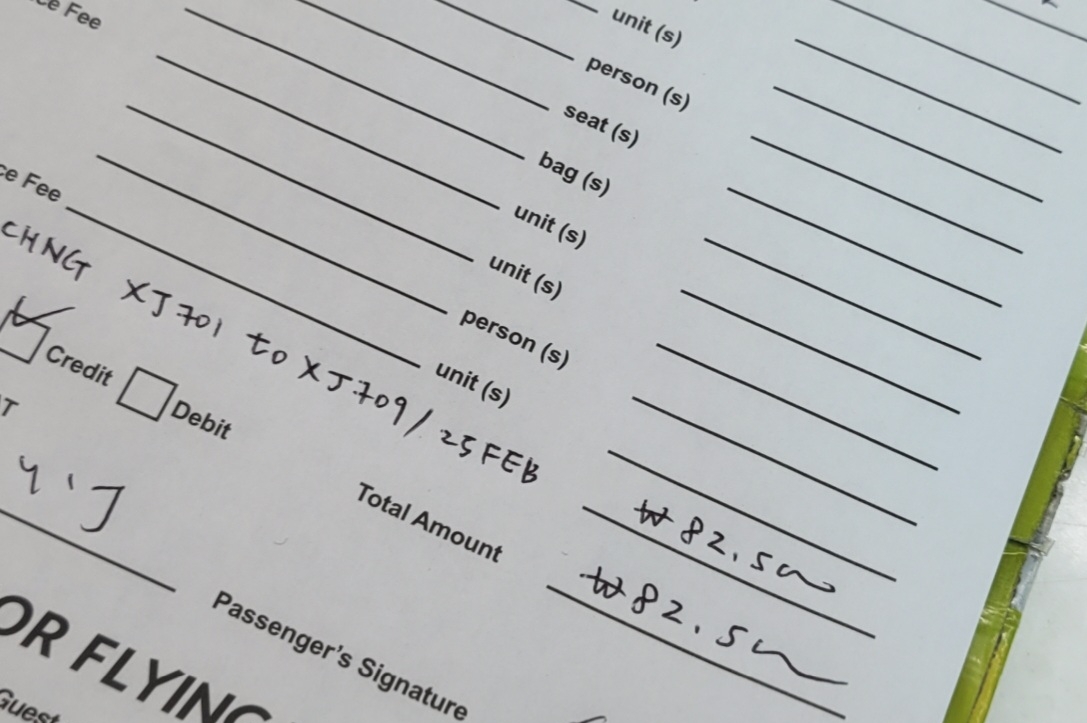 ce Fee
unit (s)
person (s)
seat (s)
bag (s)
unit (s)
unit (s)
person (s)
ce Fee unit (s)
CHNG XJ701 to XJ709/25FEB ₩82,500
Credit Debit
Total Amount ₩82,500
Passenger's Signature
OR FLYING
Guest